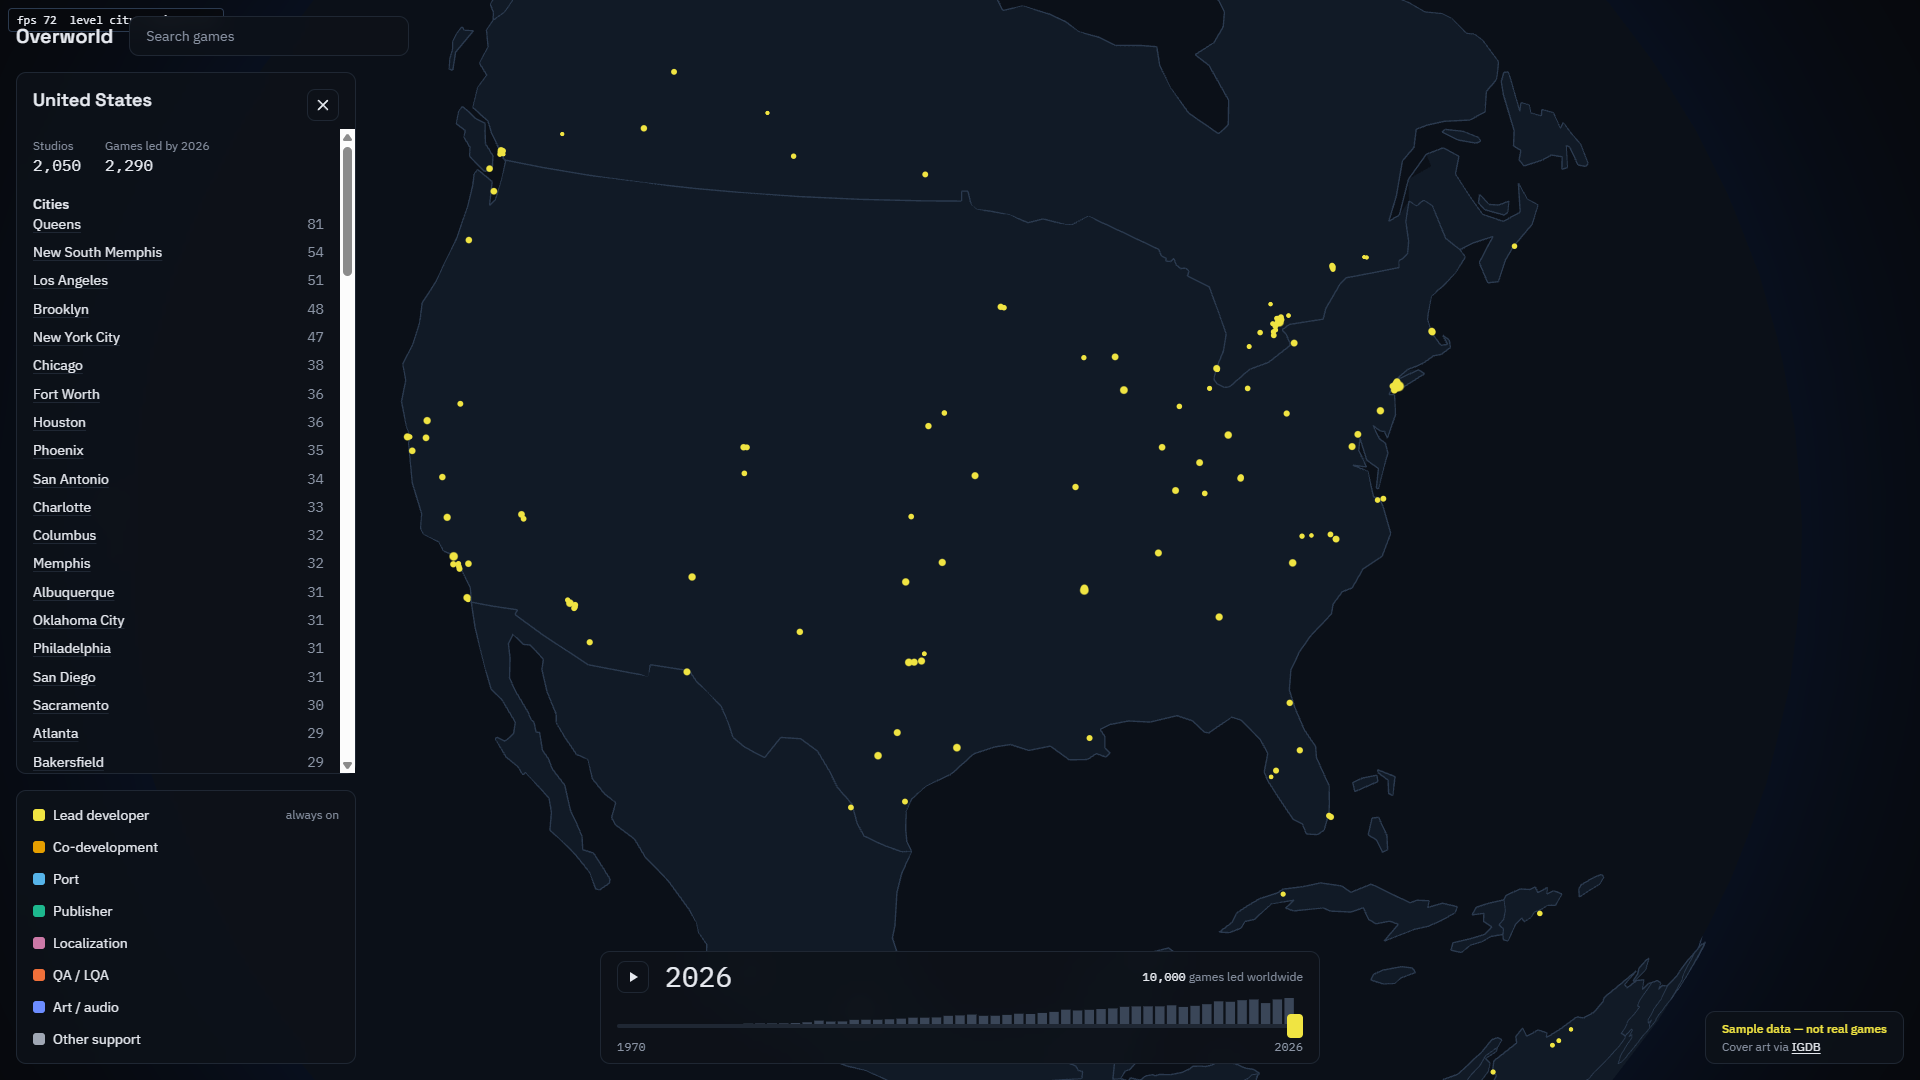 fps 72 level city
Overworld
Search games
United States
Studios
Games led by 2026
2,050
2,290
Cities
Queens 81
New South Memphis 54
Los Angeles 51
Brooklyn 48
New York City 47
Chicago 38
Fort Worth 36
Houston 36
Phoenix 35
San Antonio 34
Charlotte 33
Columbus 32
Memphis 32
Albuquerque 31
Oklahoma City 31
Philadelphia 31
San Diego 31
Sacramento 30
Atlanta 29
Bakersfield 29
Lead developer always on
Co-development
Port
Publisher
Localization
QA / LQA
Art / audio
Other support
2026
10,000 games led worldwide
1970
2026
Sample data — not real games
Cover art via IGDB